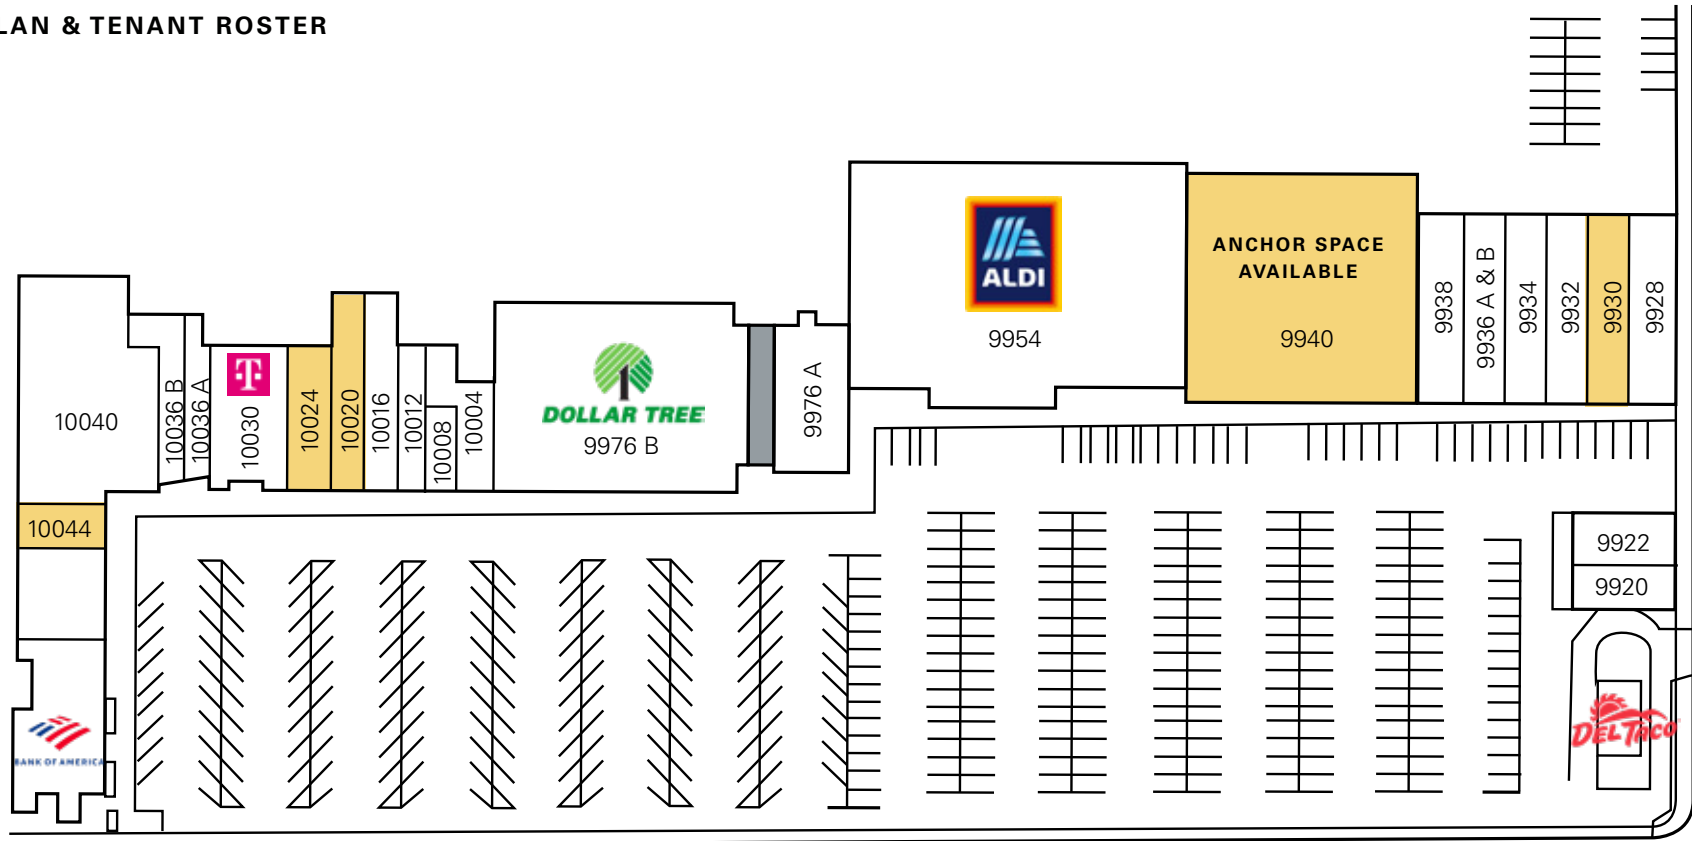 LAN & TENANT ROSTER
ALDI
ANCHOR SPACE
AVAILABLE
9954
9940
9938
9936 A & B
9934
9932
9930
9928
10040
10036 B
10036 A
T
10030
10024
10020
10016
10012
10008
10004
DOLLAR TREE
9976 B
9976 A
10044
9922
9920
BANK OF AMERICA
DEL TACO